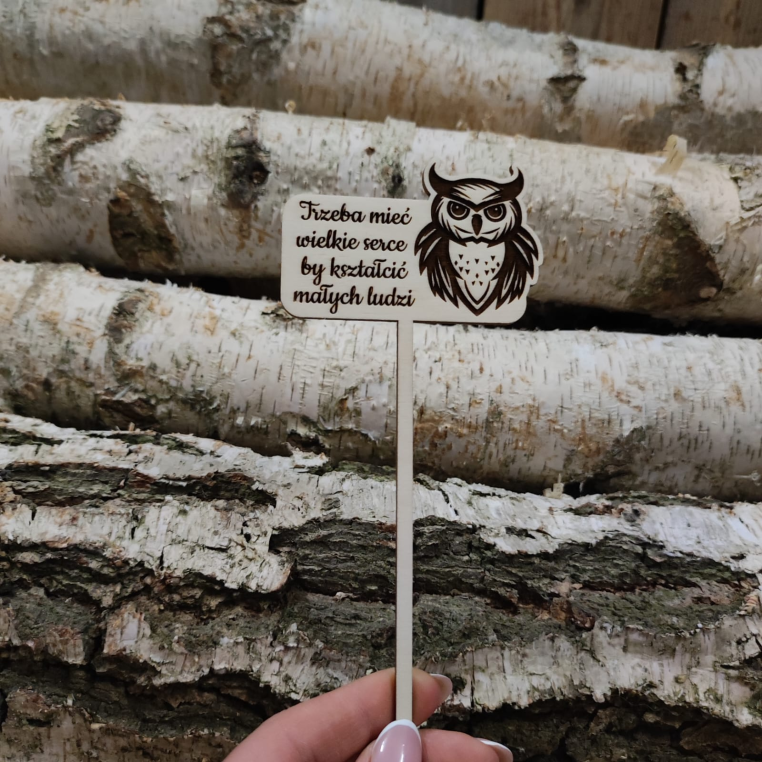 Trzeba mieć
wielkie serce
by kształcić
małych ludzi